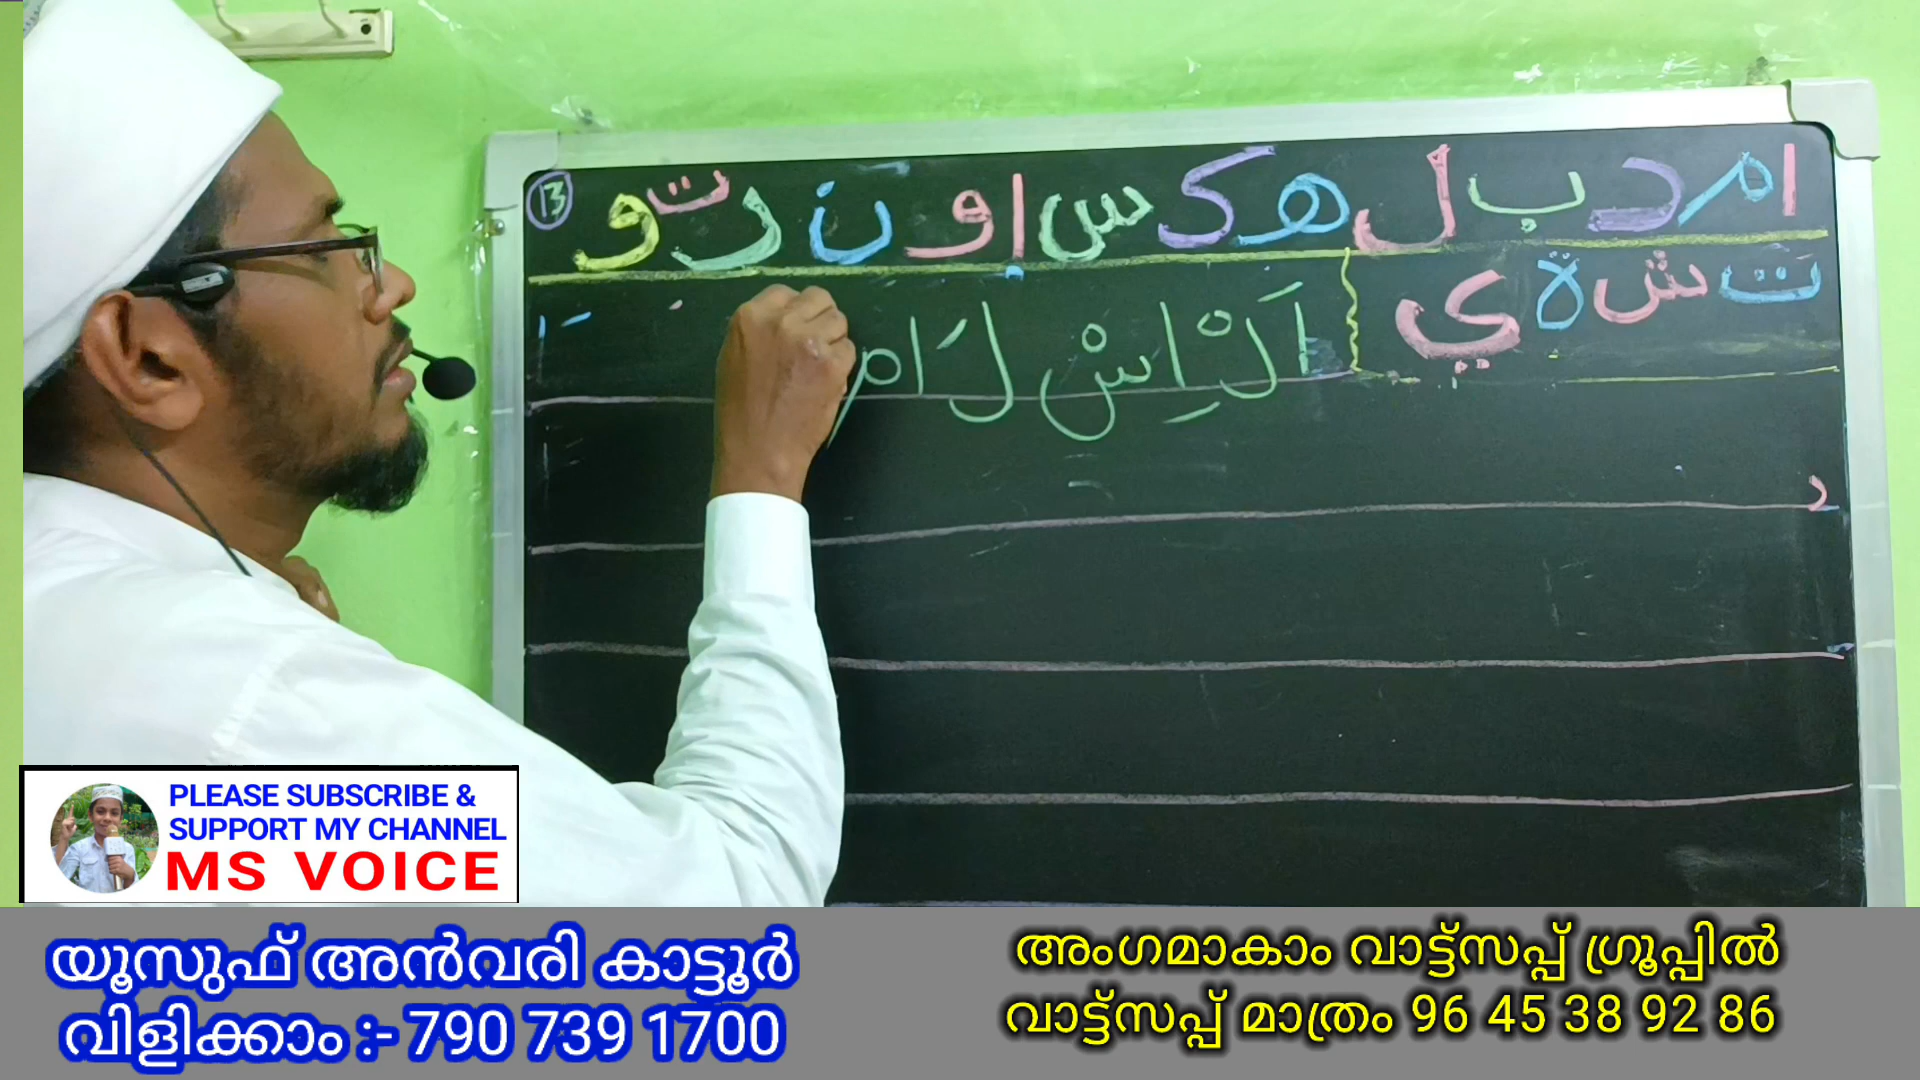 13
ا م د ب ل ھ ک س إ و ن ر ت و
ت ش ة ي
اَ لْ اِ سْ لَ ا م
PLEASE SUBSCRIBE &
SUPPORT MY CHANNEL
MS VOICE
യൂസുഫ് അൻവരി കാട്ടൂർ
വിളിക്കാം :- 790 739 1700
അംഗമാകാം വാട്ട്സപ്പ് ഗ്രൂപ്പിൽ
വാട്ട്സപ്പ് മാത്രം 96 45 38 92 86